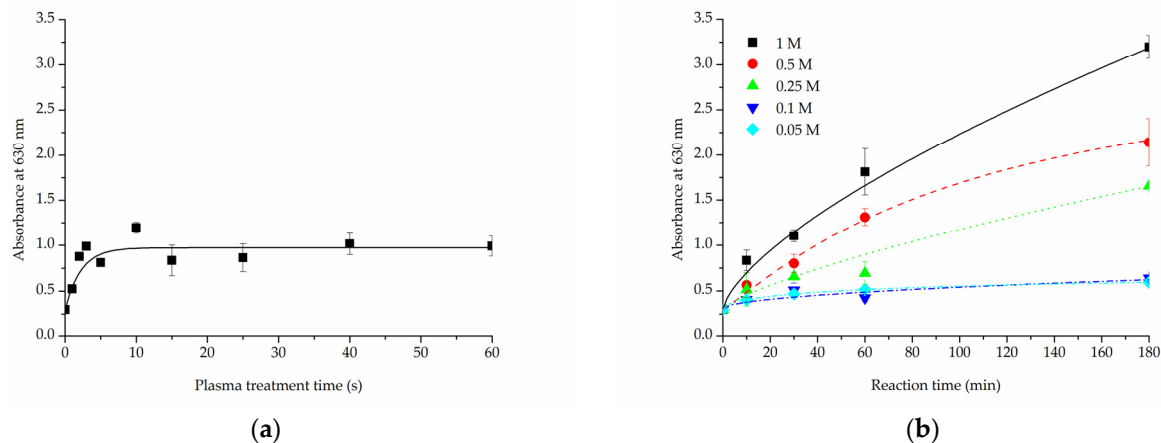 3.5
3.0
2.5
2.0
1.5
1.0
0.5
0.0
Absorbance at 630 nm
0 10 20 30 40 50 60
Plasma treatment time (s)
(a)
3.5
3.0
2.5
2.0
1.5
1.0
0.5
0.0
Absorbance at 630 nm
1 M
0.5 M
0.25 M
0.1 M
0.05 M
0 20 40 60 80 100 120 140 160 180
Reaction time (min)
(b)